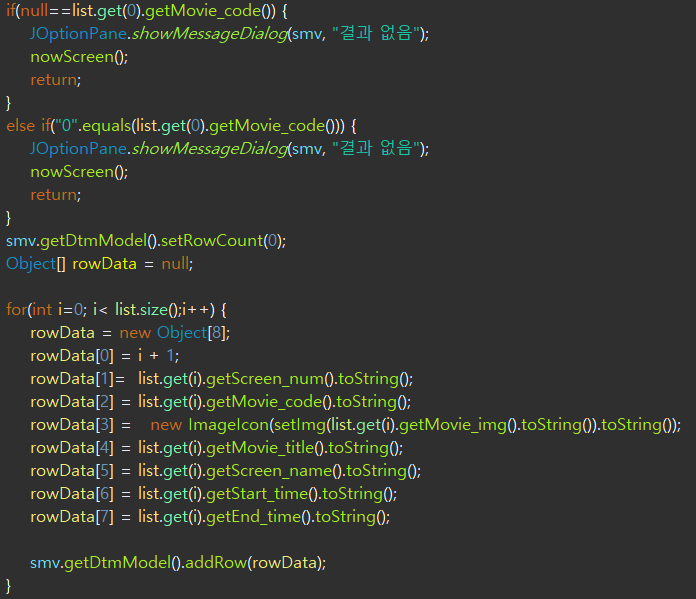 if(null==list.get(0).getMovie_code()) {
JOptionPane.showMessageDialog(smv, "결과 없음");
nowScreen();
return;
}
else if("0".equals(list.get(0).getMovie_code())) {
JOptionPane.showMessageDialog(smv, "결과 없음");
nowScreen();
return;
}
smv.getDtmModel().setRowCount(0);
Object[] rowData = null;
for(int i=0; i< list.size();i++) {
rowData = new Object[8];
rowData[0] = i + 1;
rowData[1]= list.get(i).getScreen_num().toString();
rowData[2] = list.get(i).getMovie_code().toString();
rowData[3] = new ImageIcon(setImg(list.get(i).getMovie_img().toString()).toString());
rowData[4] = list.get(i).getMovie_title().toString();
rowData[5] = list.get(i).getScreen_name().toString();
rowData[6] = list.get(i).getStart_time().toString();
rowData[7] = list.get(i).getEnd_time().toString();
smv.getDtmModel().addRow(rowData);
}